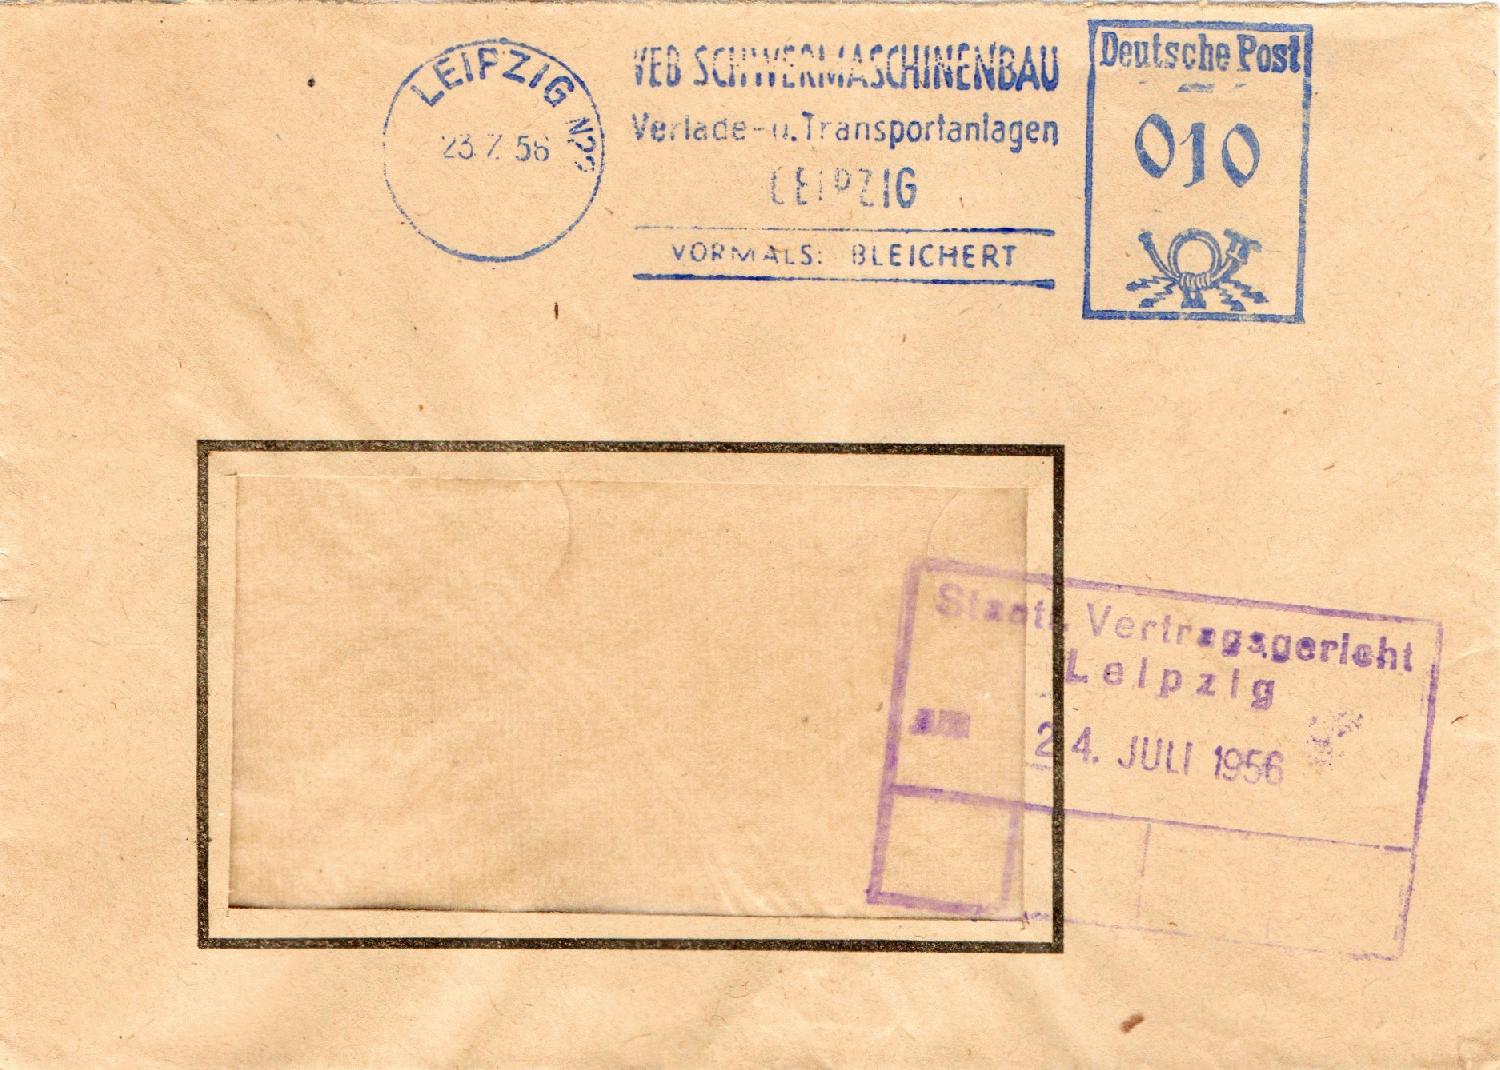 LEIPZIG N22
23.7.56
VEB SCHWERMASCHINENBAU
Verlade- u. Transportanlagen
LEIPZIG
VORMALS: BLEICHERT
Deutsche Post
010
Staatl. Vertragsgericht
Leipzig
24. JULI 1956